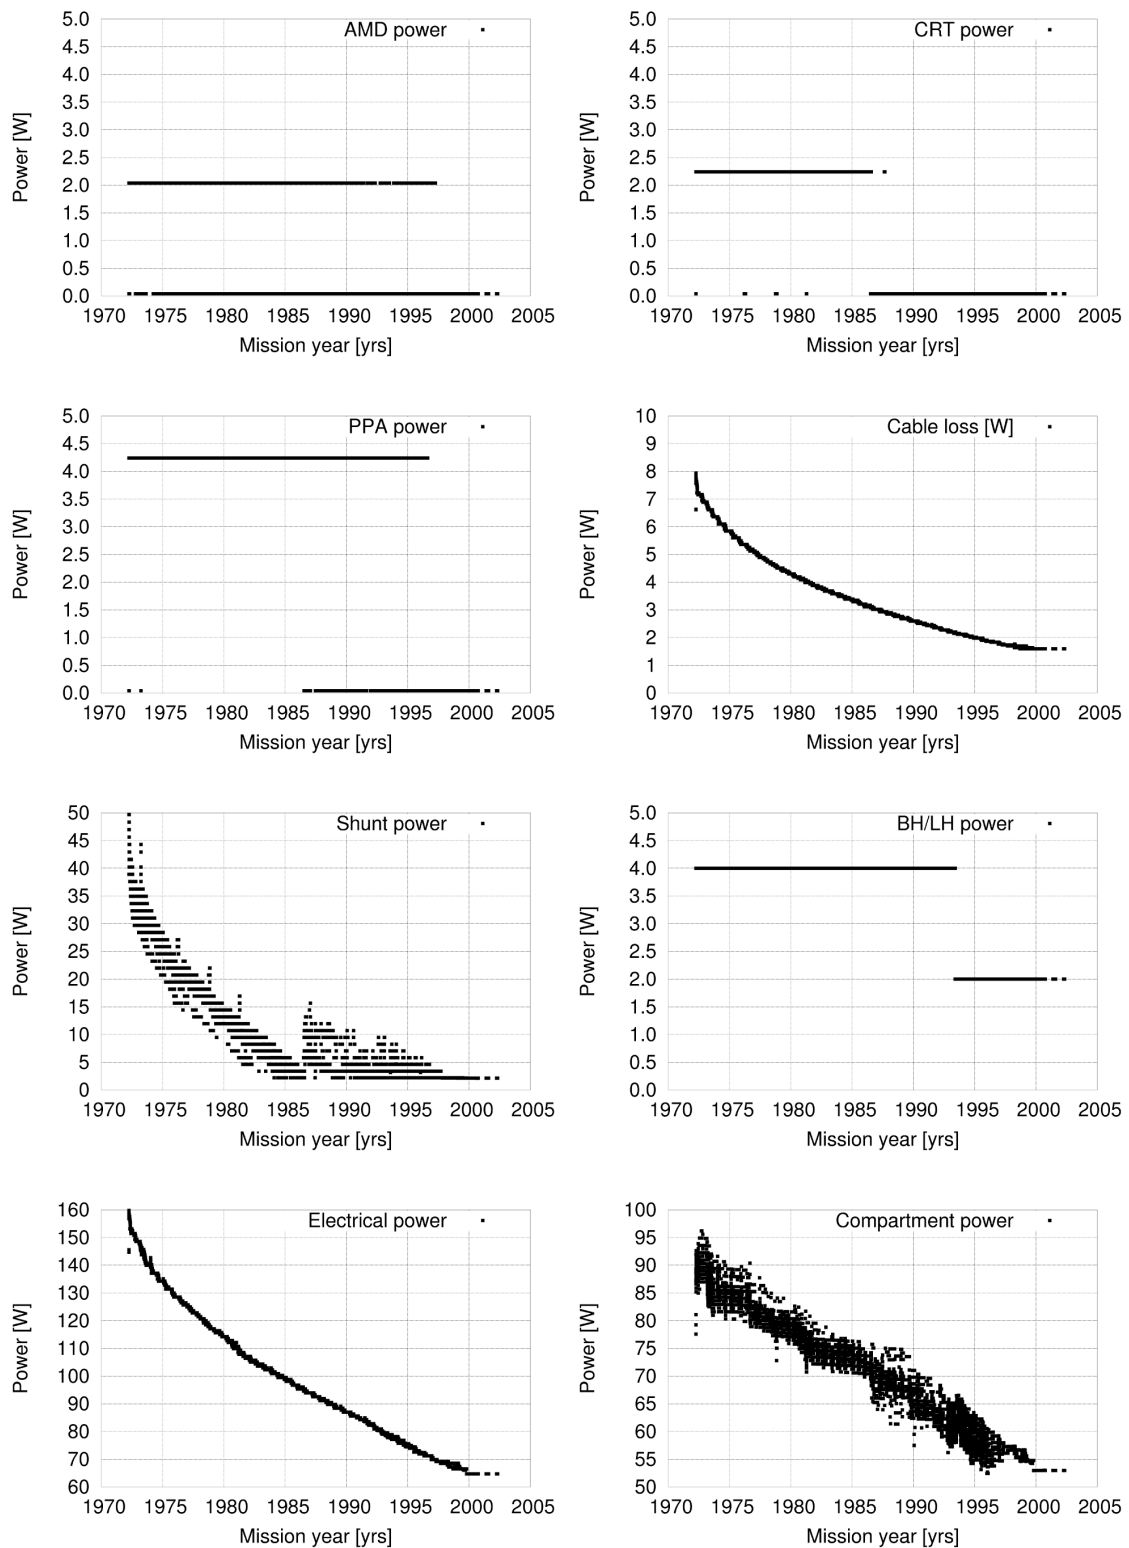 AMD power
5.0
4.5
4.0
3.5
3.0
2.5
2.0
1.5
1.0
0.5
0.0
Power [W]
1970 1975 1980 1985 1990 1995 2000 2005
Mission year [yrs]
CRT power
5.0
4.5
4.0
3.5
3.0
2.5
2.0
1.5
1.0
0.5
0.0
Power [W]
1970 1975 1980 1985 1990 1995 2000 2005
Mission year [yrs]
PPA power
5.0
4.5
4.0
3.5
3.0
2.5
2.0
1.5
1.0
0.5
0.0
Power [W]
1970 1975 1980 1985 1990 1995 2000 2005
Mission year [yrs]
Cable loss [W]
10
9
8
7
6
5
4
3
2
1
0
Power [W]
1970 1975 1980 1985 1990 1995 2000 2005
Mission year [yrs]
Shunt power
50
45
40
35
30
25
20
15
10
5
0
Power [W]
1970 1975 1980 1985 1990 1995 2000 2005
Mission year [yrs]
BH/LH power
5.0
4.5
4.0
3.5
3.0
2.5
2.0
1.5
1.0
0.5
0.0
Power [W]
1970 1975 1980 1985 1990 1995 2000 2005
Mission year [yrs]
Electrical power
160
150
140
130
120
110
100
90
80
70
60
Power [W]
1970 1975 1980 1985 1990 1995 2000 2005
Mission year [yrs]
Compartment power
100
95
90
85
80
75
70
65
60
55
50
Power [W]
1970 1975 1980 1985 1990 1995 2000 2005
Mission year [yrs]